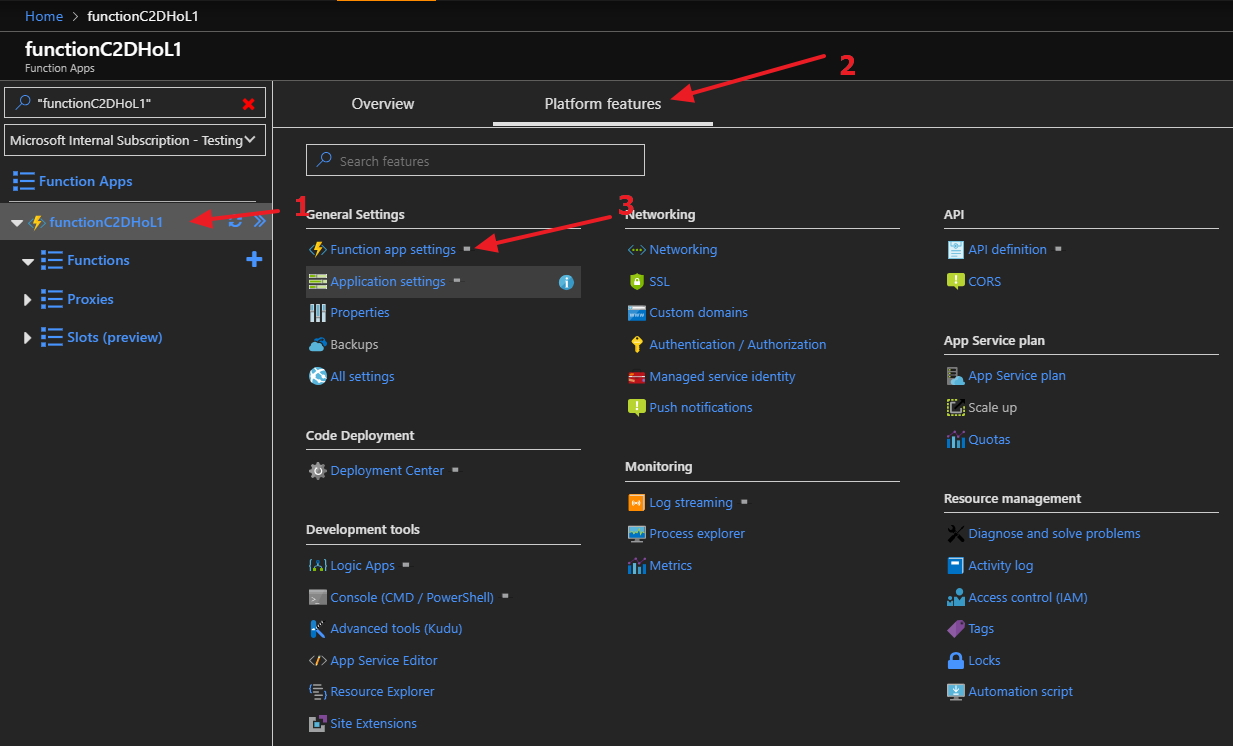 Home > functionC2DHoL1
functionC2DHoL1
Function Apps
"functionC2DHoL1"
Microsoft Internal Subscription - Testing
Function Apps
functionC2DHoL1
Functions
Proxies
Slots (preview)
1
Overview
Platform features
2
Search features
General Settings
Function app settings
3
Application settings
Properties
Backups
All settings
Code Deployment
Deployment Center
Development tools
Logic Apps
Console (CMD / PowerShell)
Advanced tools (Kudu)
App Service Editor
Resource Explorer
Site Extensions
Networking
Networking
SSL
Custom domains
Authentication / Authorization
Managed service identity
Push notifications
Monitoring
Log streaming
Process explorer
Metrics
API
API definition
CORS
App Service plan
App Service plan
Scale up
Quotas
Resource management
Diagnose and solve problems
Activity log
Access control (IAM)
Tags
Locks
Automation script